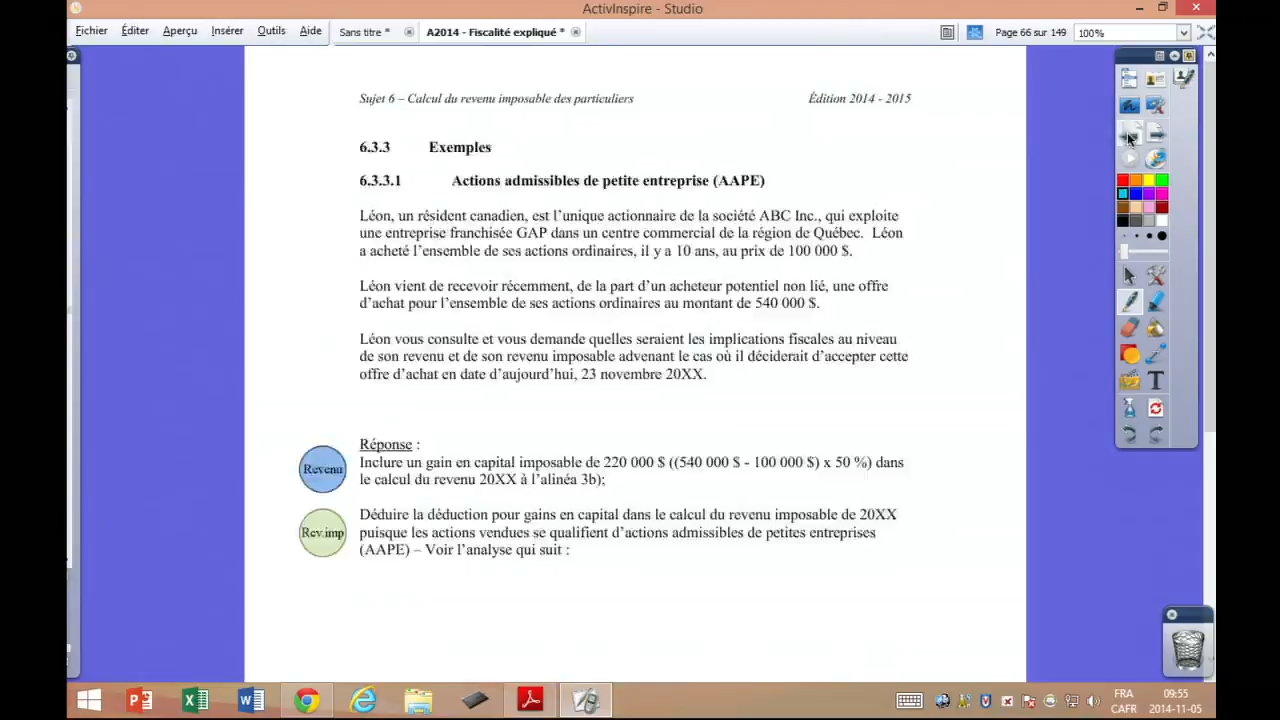 ActivInspire - Studio
Fichier Éditer Aperçu Insérer Outils Aide Sans titre * A2014 - Fiscalité expliqué * Page 66 sur 149 100%
Sujet 6 – Calcul du revenu imposable des particuliers Édition 2014 - 2015
6.3.3 Exemples
6.3.3.1 Actions admissibles de petite entreprise (AAPE)
Léon, un résident canadien, est l’unique actionnaire de la société ABC Inc., qui exploite
une entreprise franchisée GAP dans un centre commercial de la région de Québec. Léon
a acheté l’ensemble de ses actions ordinaires, il y a 10 ans, au prix de 100 000 $.
Léon vient de recevoir récemment, de la part d’un acheteur potentiel non lié, une offre
d’achat pour l’ensemble de ses actions ordinaires au montant de 540 000 $.
Léon vous consulte et vous demande quelles seraient les implications fiscales au niveau
de son revenu et de son revenu imposable advenant le cas où il déciderait d’accepter cette
offre d’achat en date d’aujourd’hui, 23 novembre 20XX.
Réponse :
Revenu
Inclure un gain en capital imposable de 220 000 $ ((540 000 $ - 100 000 $) x 50 %) dans
le calcul du revenu 20XX à l’alinéa 3b);
Rev.imp
Déduire la déduction pour gains en capital dans le calcul du revenu imposable de 20XX
puisque les actions vendues se qualifient d’actions admissibles de petites entreprises
(AAPE) – Voir l’analyse qui suit :
FRA 09:55
CAFR 2014-11-05